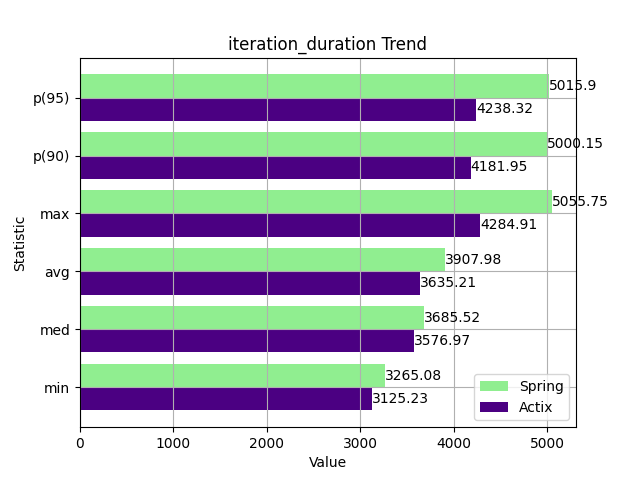 iteration_duration Trend
Statistic
p(95)
5015.9
4238.32
p(90)
5000.15
4181.95
max
5055.75
4284.91
avg
3907.98
3635.21
med
3685.52
3576.97
min
3265.08
3125.23
Spring
Actix
0 1000 2000 3000 4000 5000
Value